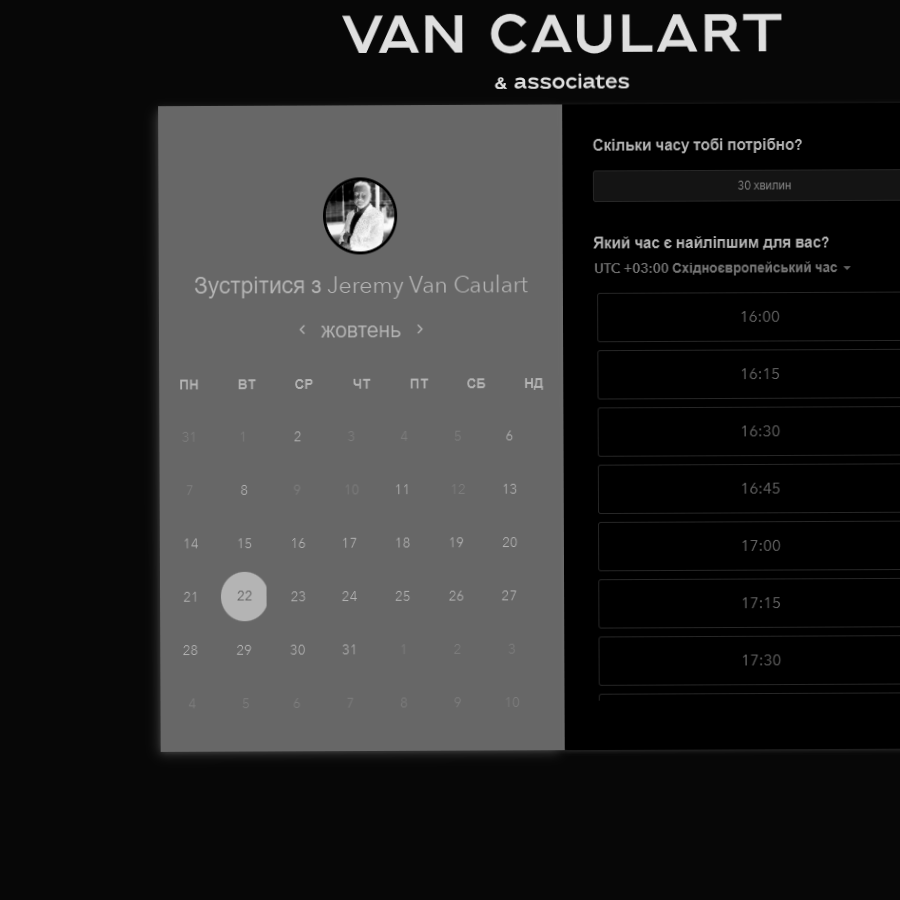 VAN CAULART
& associates
Зустрітися з Jeremy Van Caulart
жовтень
ПН ВТ СР ЧТ ПТ СБ НД
31 1 2 3 4 5 6
7 8 9 10 11 12 13
14 15 16 17 18 19 20
21 22 23 24 25 26 27
28 29 30 31 1 2 3
4 5 6 7 8 9 10
Скільки часу тобі потрібно?
30 хвилин
Який час є найліпшим для вас?
UTC +03:00 Східноєвропейський час
16:00
16:15
16:30
16:45
17:00
17:15
17:30